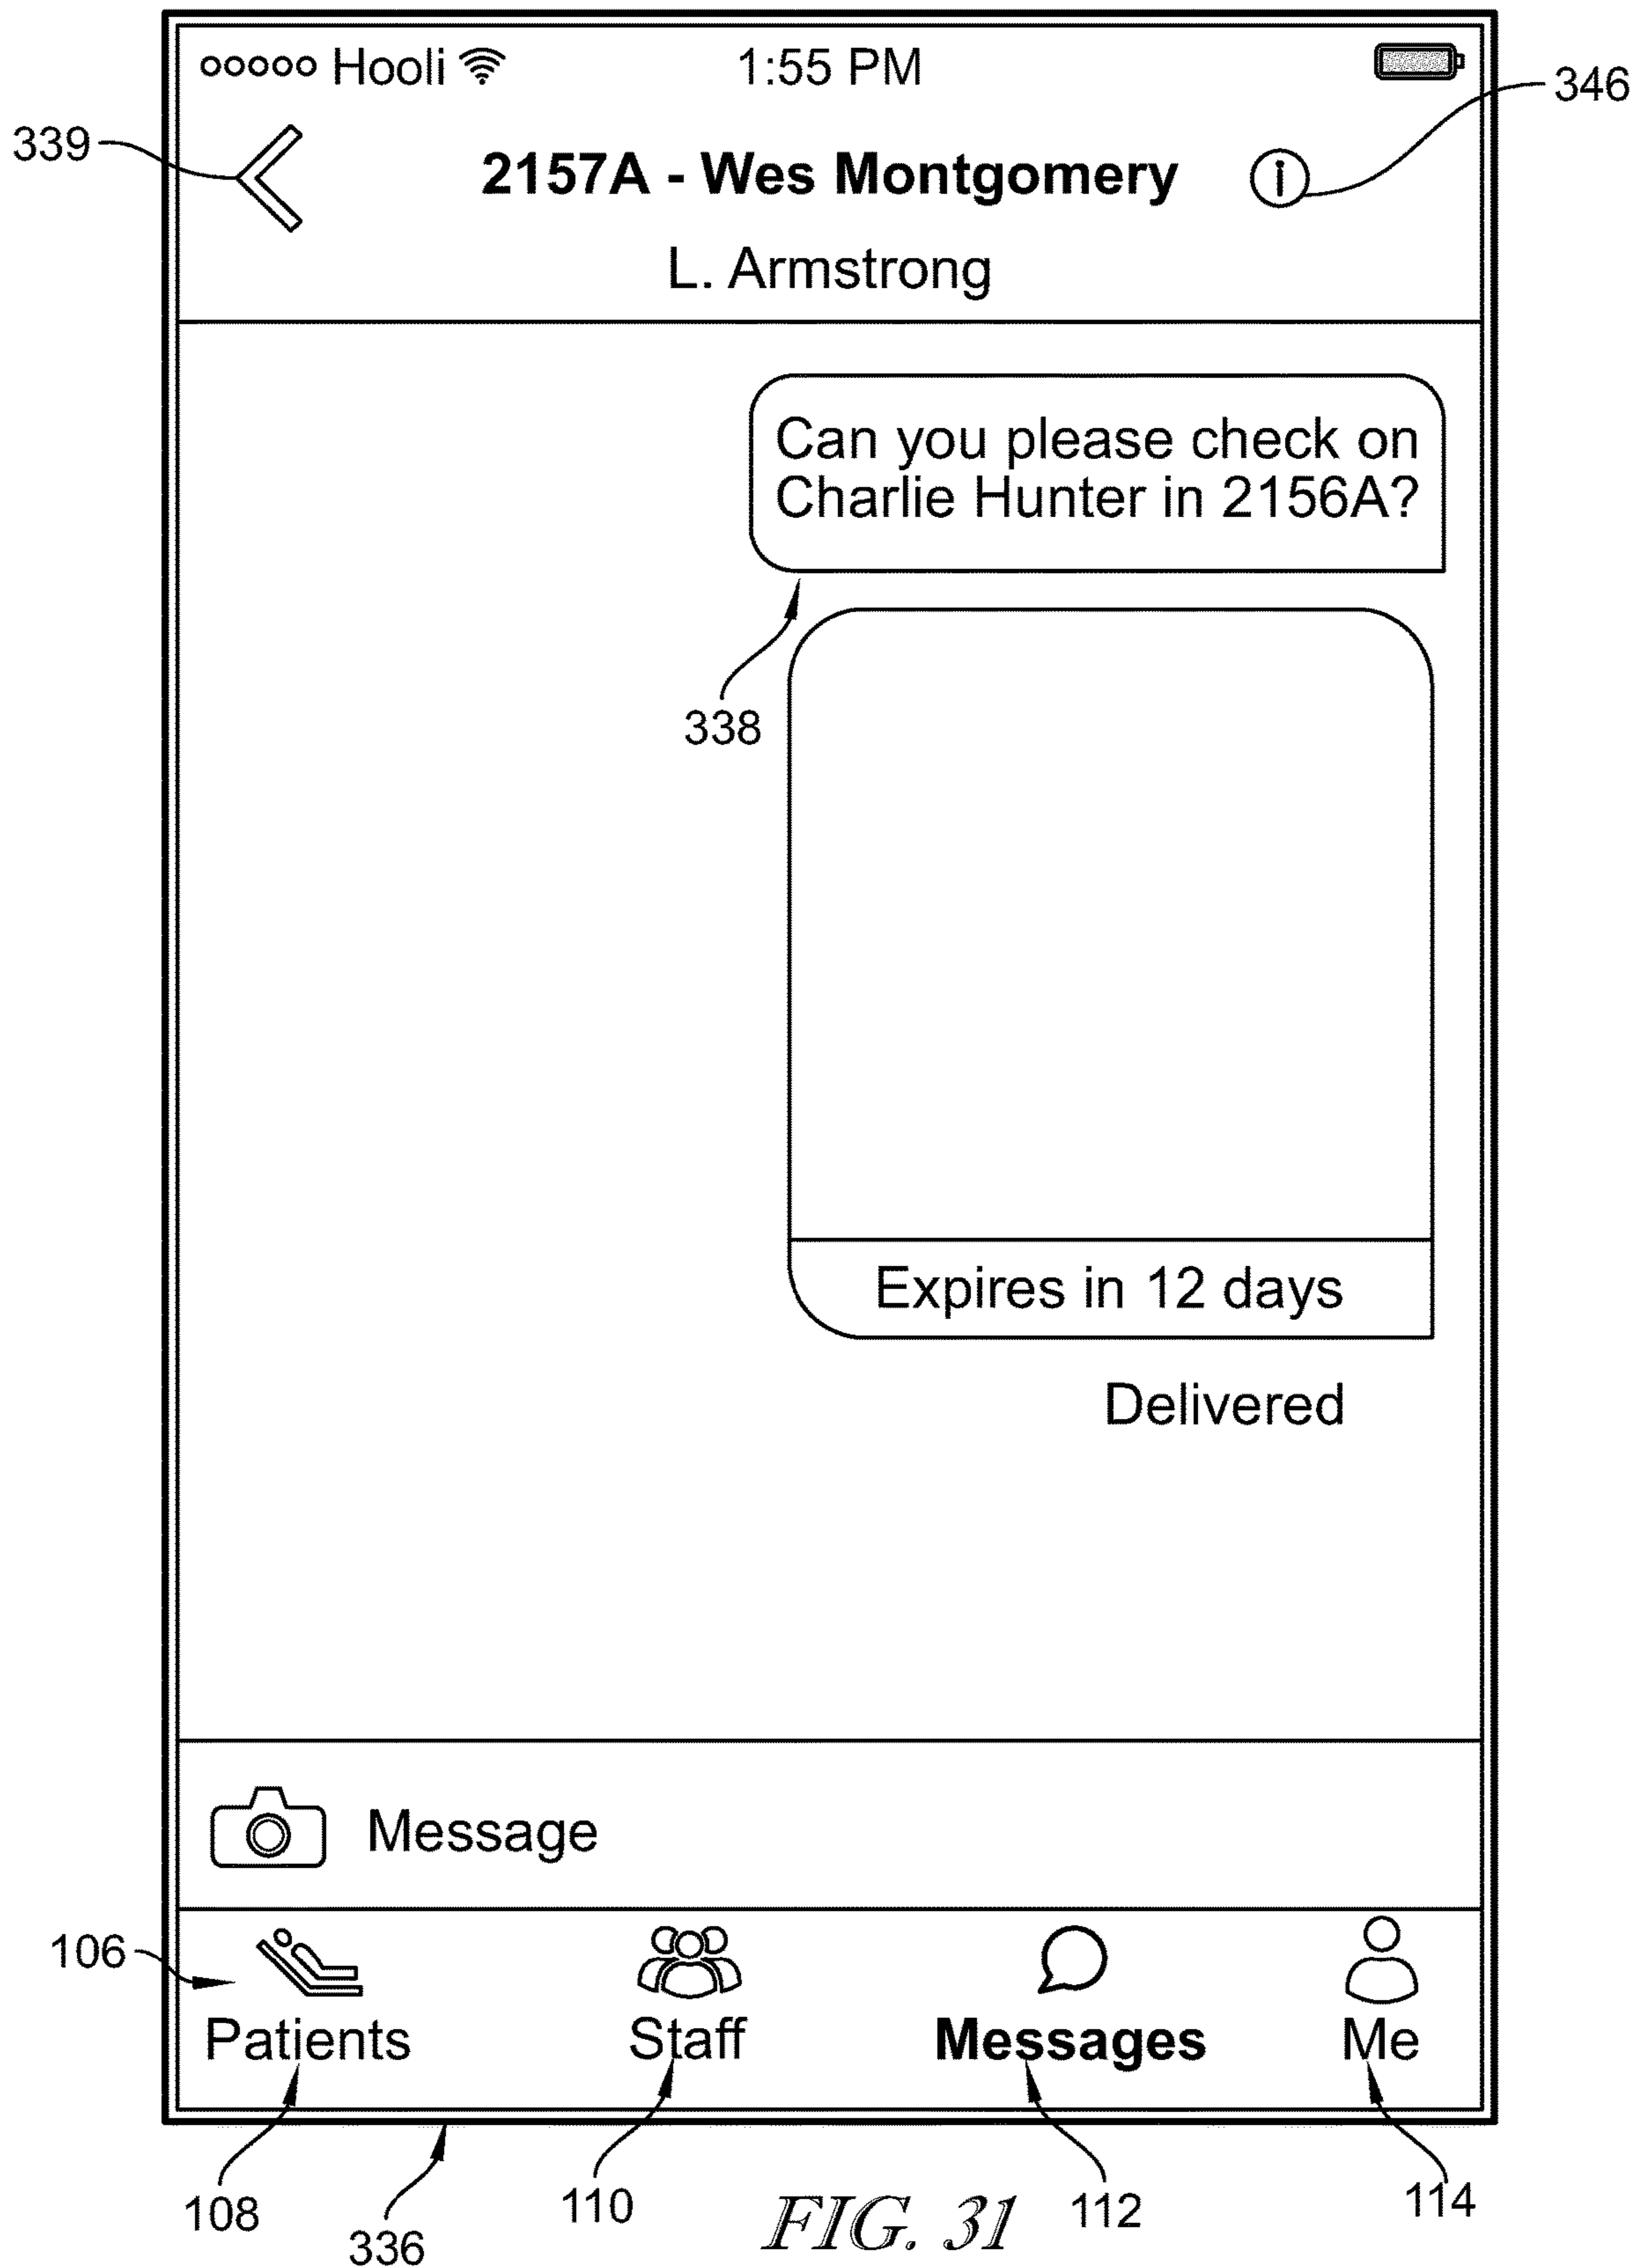 Hooli 1:55 PM
346
339
2157A - Wes Montgomery
L. Armstrong
Can you please check on
Charlie Hunter in 2156A?
338
Expires in 12 days
Delivered
Message
106
Patients Staff Messages Me
108 110 112 114
336
FIG. 31